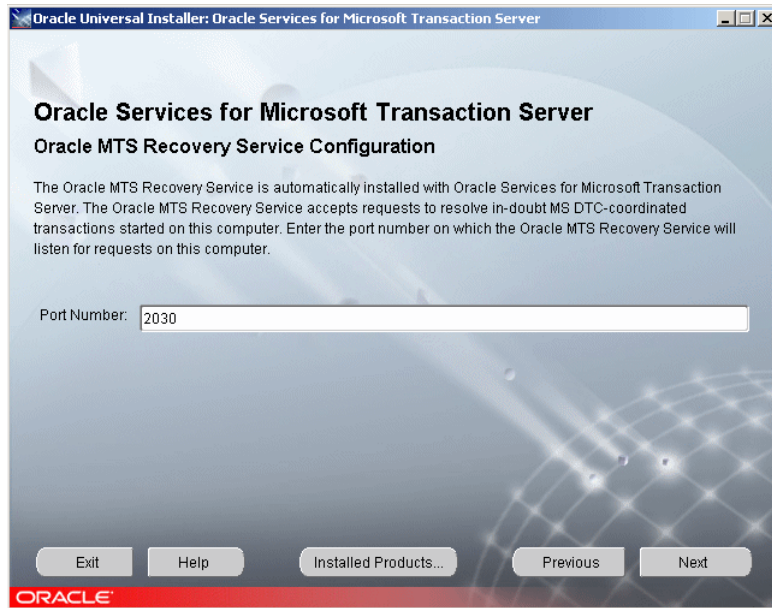 Oracle Universal Installer: Oracle Services for Microsoft Transaction Server
Oracle Services for Microsoft Transaction Server
Oracle MTS Recovery Service Configuration
The Oracle MTS Recovery Service is automatically installed with Oracle Services for Microsoft Transaction
Server. The Oracle MTS Recovery Service accepts requests to resolve in-doubt MS DTC-coordinated
transactions started on this computer. Enter the port number on which the Oracle MTS Recovery Service will
listen for requests on this computer.
Port Number: 2030
Exit Help Installed Products... Previous Next
ORACLE